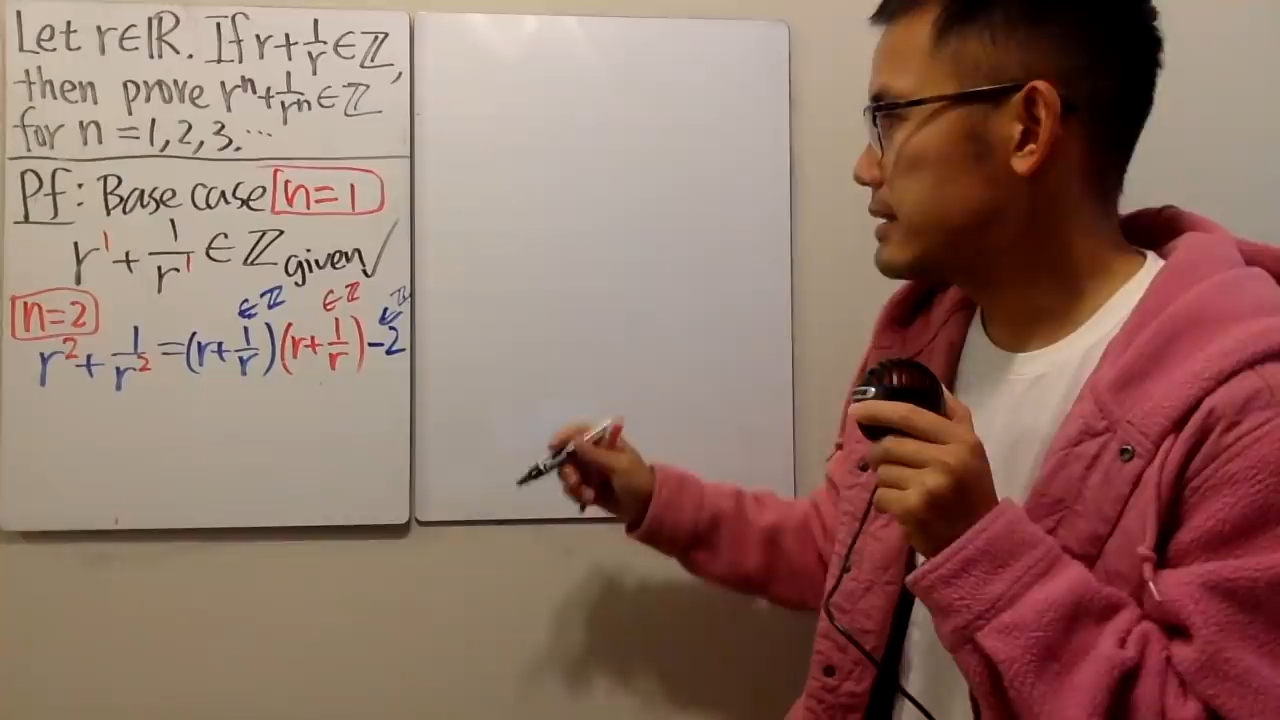 Let r∈ℝ. If r + 1/r ∈ ℤ,
then prove rⁿ + 1/rⁿ ∈ ℤ
for n = 1, 2, 3, ...
Pf: Base case n = 1
r¹ + 1/r¹ ∈ ℤ given ✓
∈ ℤ ∈ ℤ ∈ ℤ
n = 2
r² + 1/r² = (r + 1/r)(r + 1/r) - 2